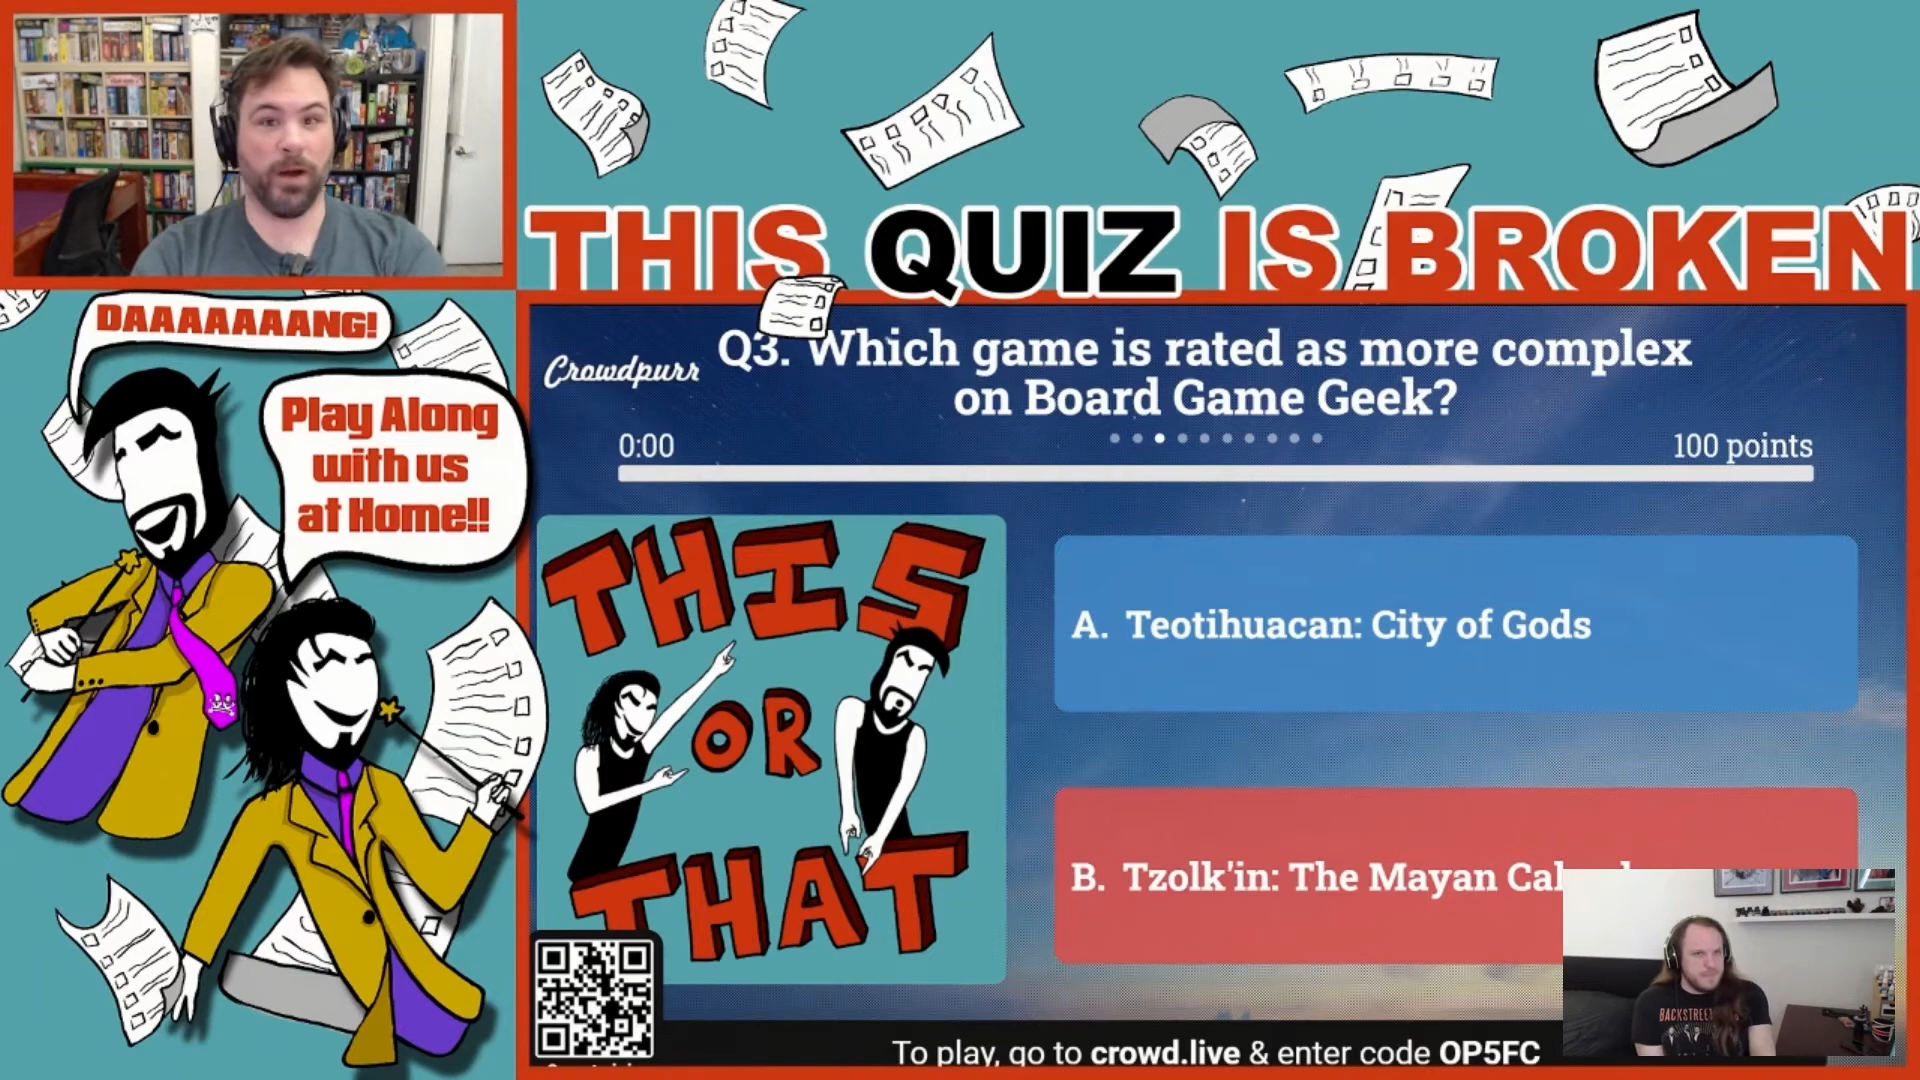 THIS QUIZ IS BROKEN
DAAAAAAAANG!
Play Along
with us
at Home!!
Crowdpurr
Q3. Which game is rated as more complex
on Board Game Geek?
0:00
100 points
THIS
OR
THAT
A. Teotihuacan: City of Gods
B. Tzolk'in: The Mayan
BACKSTREET
To play, go to crowd.live & enter code OP5FC